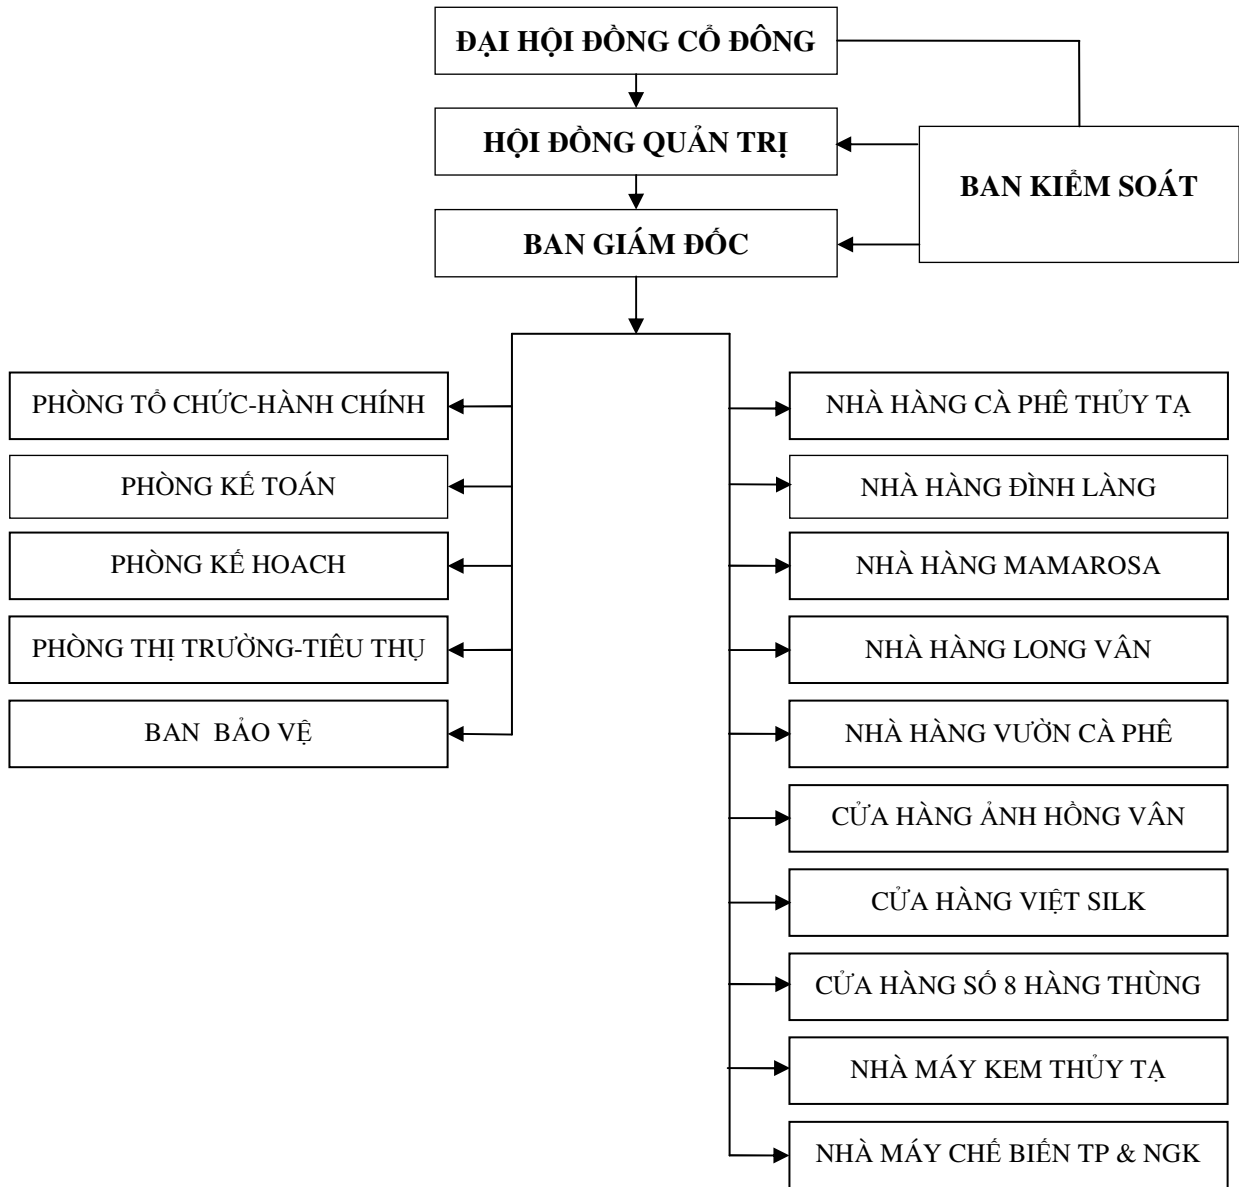 ĐẠI HỘI ĐỒNG CỔ ĐÔNG
HỘI ĐỒNG QUẢN TRỊ
BAN KIỂM SOÁT
BAN GIÁM ĐỐC
PHÒNG TỔ CHỨC-HÀNH CHÍNH
PHÒNG KẾ TOÁN
PHÒNG KẾ HOACH
PHÒNG THỊ TRƯỜNG-TIÊU THỤ
BAN BẢO VỆ
NHÀ HÀNG CÀ PHÊ THỦY TẠ
NHÀ HÀNG ĐÌNH LÀNG
NHÀ HÀNG MAMAROSA
NHÀ HÀNG LONG VÂN
NHÀ HÀNG VƯỜN CÀ PHÊ
CỬA HÀNG ẢNH HỒNG VÂN
CỬA HÀNG VIỆT SILK
CỬA HÀNG SỐ 8 HÀNG THÙNG
NHÀ MÁY KEM THỦY TẠ
NHÀ MÁY CHẾ BIẾN TP & NGK